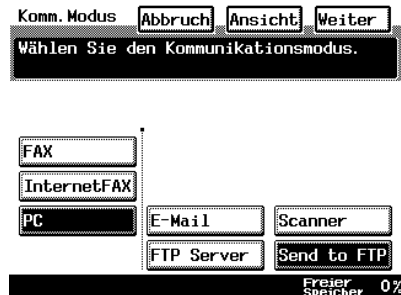 Komm. Modus Abbruch Ansicht Weiter
Wählen Sie den Kommunikationsmodus.
FAX
InternetFAX
PC E-Mail Scanner
FTP Server Send to FTP
Freier Speicher 0%